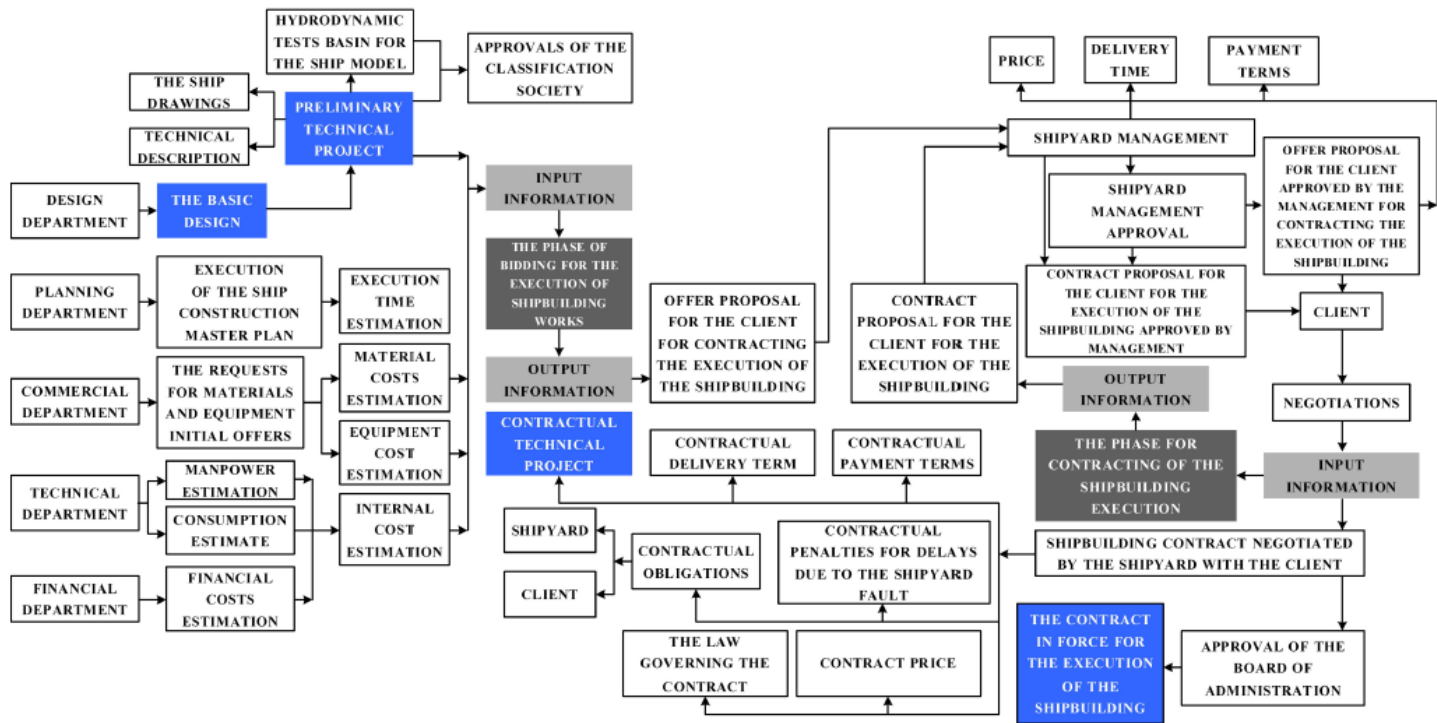 HYDRODYNAMIC
TESTS BASIN FOR
THE SHIP MODEL
APPROVALS OF THE
CLASSIFICATION
SOCIETY
THE SHIP
DRAWINGS
TECHNICAL
DESCRIPTION
PRELIMINARY
TECHNICAL
PROJECT
DESIGN
DEPARTMENT
THE BASIC
DESIGN
PLANNING
DEPARTMENT
EXECUTION
OF THE SHIP
CONSTRUCTION
MASTER PLAN
EXECUTION
TIME
ESTIMATION
COMMERCIAL
DEPARTMENT
THE REQUESTS
FOR MATERIALS
AND EQUIPMENT
INITIAL OFFERS
MATERIAL
COSTS
ESTIMATION
EQUIPMENT
COST
ESTIMATION
TECHNICAL
DEPARTMENT
MANPOWER
ESTIMATION
CONSUMPTION
ESTIMATE
INTERNAL
COST
ESTIMATION
FINANCIAL
DEPARTMENT
FINANCIAL
COSTS
ESTIMATION
INPUT
INFORMATION
THE PHASE OF
BIDDING FOR THE
EXECUTION OF
SHIPBUILDING
WORKS
OUTPUT
INFORMATION
CONTRACTUAL
TECHNICAL
PROJECT
OFFER PROPOSAL
FOR THE CLIENT
FOR CONTRACTING
THE EXECUTION OF
THE SHIPBUILDING
CONTRACTUAL
DELIVERY TERM
CONTRACTUAL
PAYMENT TERMS
SHIPYARD
CLIENT
CONTRACTUAL
OBLIGATIONS
CONTRACTUAL
PENALTIES FOR DELAYS
DUE TO THE SHIPYARD
FAULT
THE LAW
GOVERNING THE
CONTRACT
CONTRACT PRICE
PRICE
DELIVERY
TIME
PAYMENT
TERMS
SHIPYARD MANAGEMENT
SHIPYARD
MANAGEMENT
APPROVAL
OFFER PROPOSAL
FOR THE CLIENT
APPROVED BY THE
MANAGEMENT FOR
CONTRACTING THE
EXECUTION OF THE
SHIPBUILDING
CONTRACT
PROPOSAL FOR THE
CLIENT FOR THE
EXECUTION OF THE
SHIPBUILDING
CONTRACT PROPOSAL FOR
THE CLIENT FOR THE
EXECUTION OF THE
SHIPBUILDING APPROVED BY
MANAGEMENT
CLIENT
NEGOTIATIONS
OUTPUT
INFORMATION
THE PHASE FOR
CONTRACTING OF THE
SHIPBUILDING
EXECUTION
INPUT
INFORMATION
SHIPBUILDING CONTRACT NEGOTIATED
BY THE SHIPYARD WITH THE CLIENT
THE CONTRACT
IN FORCE FOR
THE EXECUTION
OF THE
SHIPBUILDING
APPROVAL OF THE
BOARD OF
ADMINISTRATION